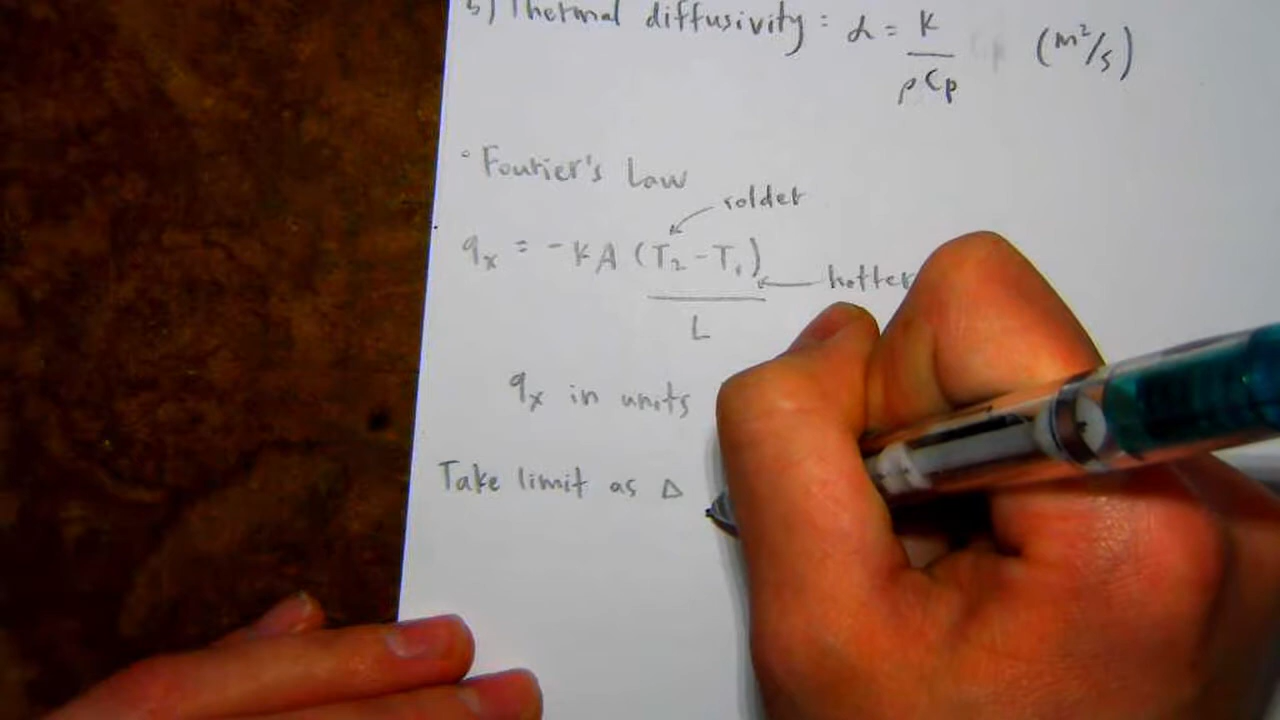 b) Thermal diffusivity : α = k / ρCp (m²/s)
° Fourier's Law
colder
qx = -kA (T2 - T1) / L
hotter
qx in units
Take limit as Δ